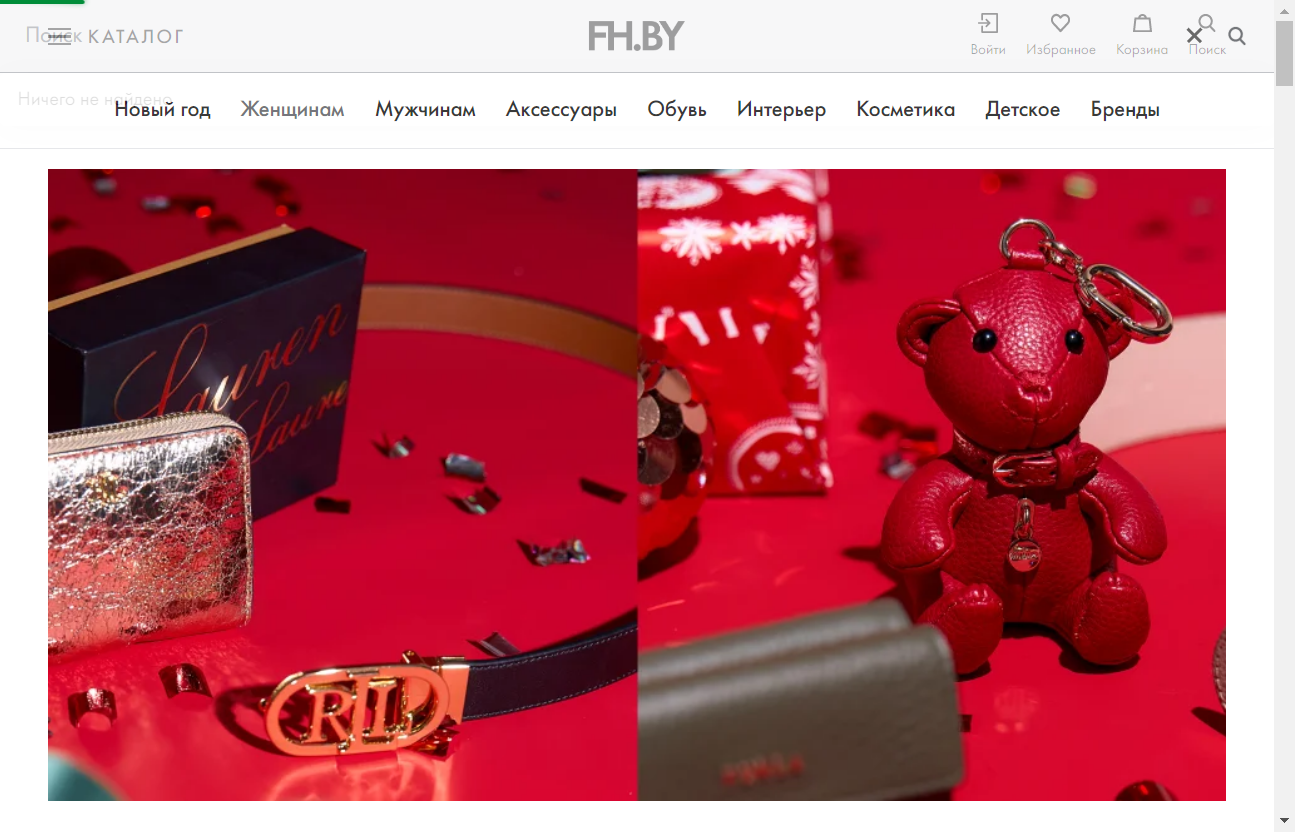 Поиск
КАТАЛОГ
FH.BY
Войти
Избранное
Корзина
Поиск
Ничего не найдено
Новый год
Женщинам
Мужчинам
Аксессуары
Обувь
Интерьер
Косметика
Детское
Бренды
Lauren
RL
FURLA